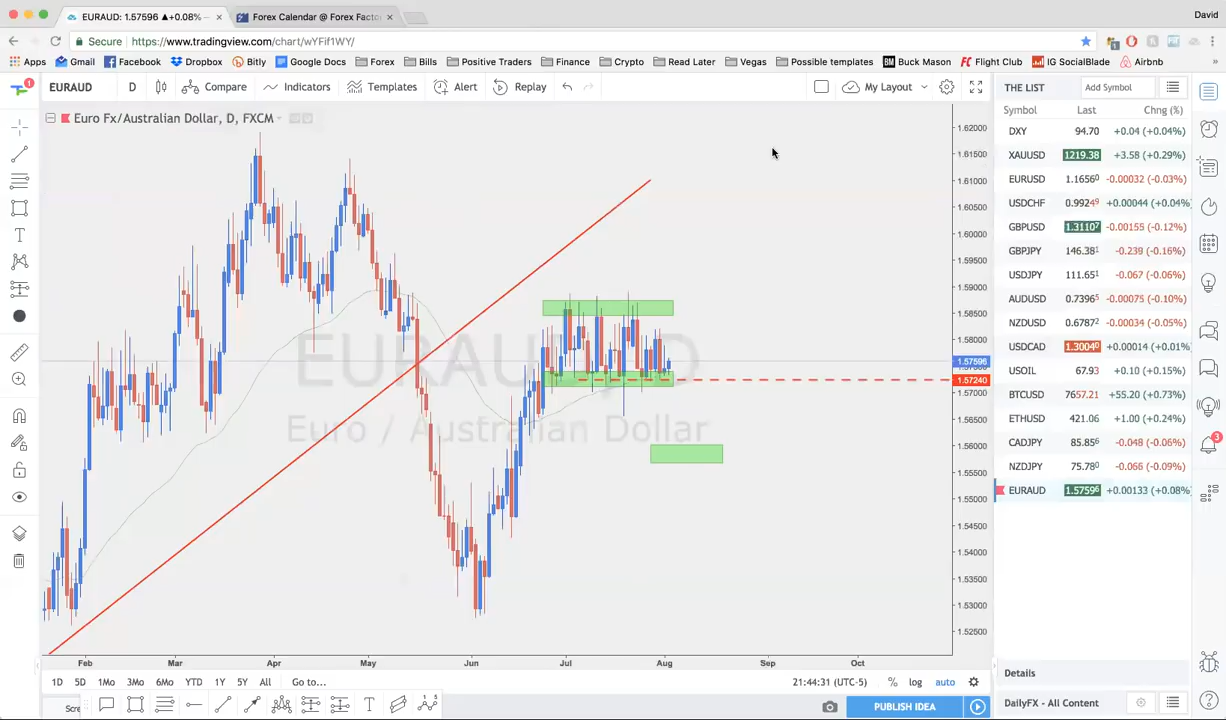 EURAUD: 1.57596 ▲+0.08%
Forex Calendar @ Forex Facto
David
Secure https://www.tradingview.com/chart/wYFif1WY/
Apps Gmail Facebook Dropbox Bitly Google Docs Forex Bills Positive Traders Finance Crypto Read Later Vegas Possible templates Buck Mason Flight Club IG SocialBlade Airbnb
EURAUD D Compare Indicators Templates Alert Replay My Layout
THE LIST Add Symbol
Symbol Last Chng (%)
Euro Fx/Australian Dollar, D, FXCM
EURAUD, D
Euro / Australian Dollar
1.62000
1.61500
1.61000
1.60500
1.60000
1.59500
1.59000
1.58500
1.58000
1.57596
1.57240
1.57000
1.56500
1.56000
1.55500
1.55000
1.54500
1.54000
1.53500
1.53000
1.52500
DXY 94.70 +0.04 (+0.04%)
XAUUSD 1219.38 +3.58 (+0.29%)
EURUSD 1.16560 -0.00032 (-0.03%)
USDCHF 0.99249 +0.00044 (+0.04%
GBPUSD 1.31107 -0.00155 (-0.12%)
GBPJPY 146.381 -0.239 (-0.16%)
USDJPY 111.651 -0.067 (-0.06%)
AUDUSD 0.73965 -0.00075 (-0.10%)
NZDUSD 0.67872 -0.00034 (-0.05%)
USDCAD 1.30040 +0.00014 (+0.01%
USOIL 67.93 +0.10 (+0.15%)
BTCUSD 7657.21 +55.20 (+0.73%)
ETHUSD 421.06 +1.00 (+0.24%)
CADJPY 85.856 -0.048 (-0.06%)
NZDJPY 75.780 -0.066 (-0.09%)
EURAUD 1.57596 +0.00133 (+0.08%
Feb Mar Apr May Jun Jul Aug Sep Oct
1D 5D 1Mo 3Mo 6Mo YTD 1Y 5Y All Go to... 21:44:31 (UTC-5) % log auto
Details
Scre
PUBLISH IDEA
DailyFX - All Content